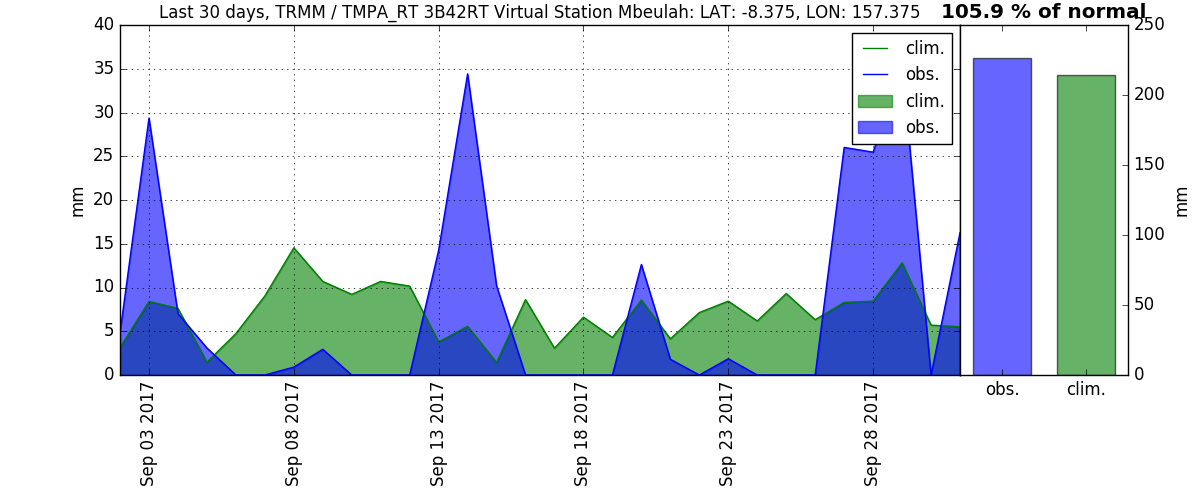 Last 30 days, TRMM / TMPA_RT 3B42RT Virtual Station Mbeulah: LAT: -8.375, LON: 157.375
105.9 % of normal
40
35
30
25
20
15
10
5
0
mm
clim.
obs.
clim.
obs.
Sep 03 2017
Sep 08 2017
Sep 13 2017
Sep 18 2017
Sep 23 2017
Sep 28 2017
250
200
150
100
50
0
mm
obs.
clim.